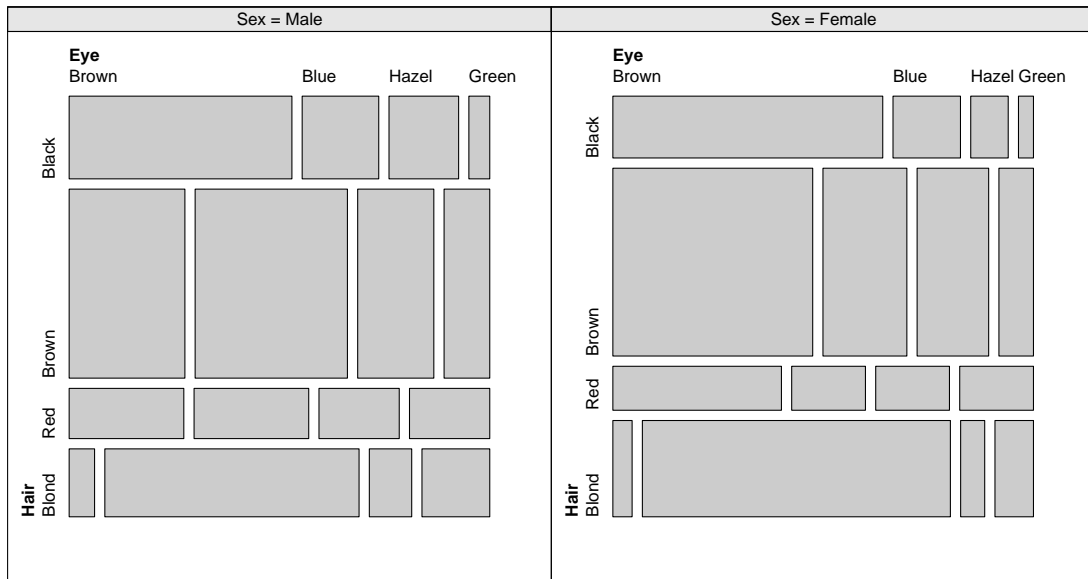 Sex = Male
Eye
Brown Blue Hazel Green
Black
Brown
Red
Blond
Hair
Sex = Female
Eye
Brown Blue Hazel Green
Black
Brown
Red
Blond
Hair